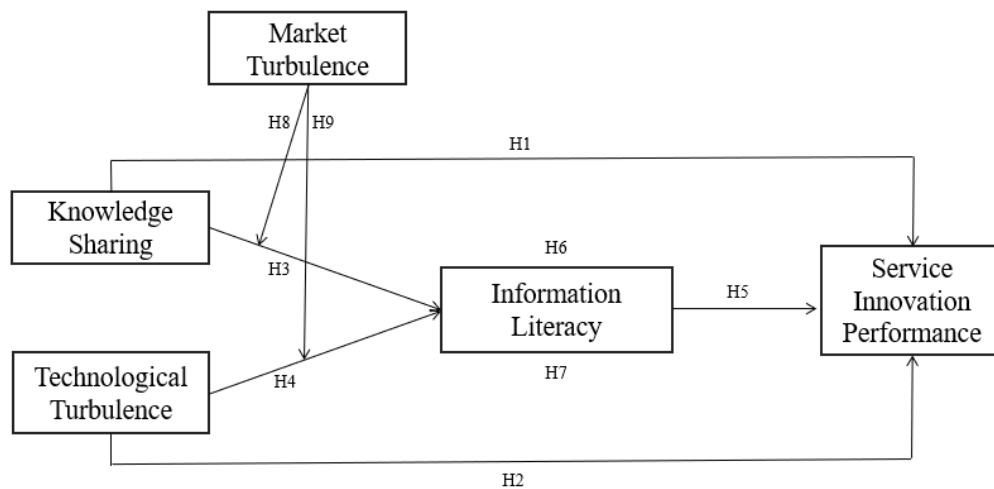 Market
Turbulence
H8
H9
H1
Knowledge
Sharing
H3
H6
Information
Literacy
H5
Service
Innovation
Performance
H7
Technological
Turbulence
H4
H2